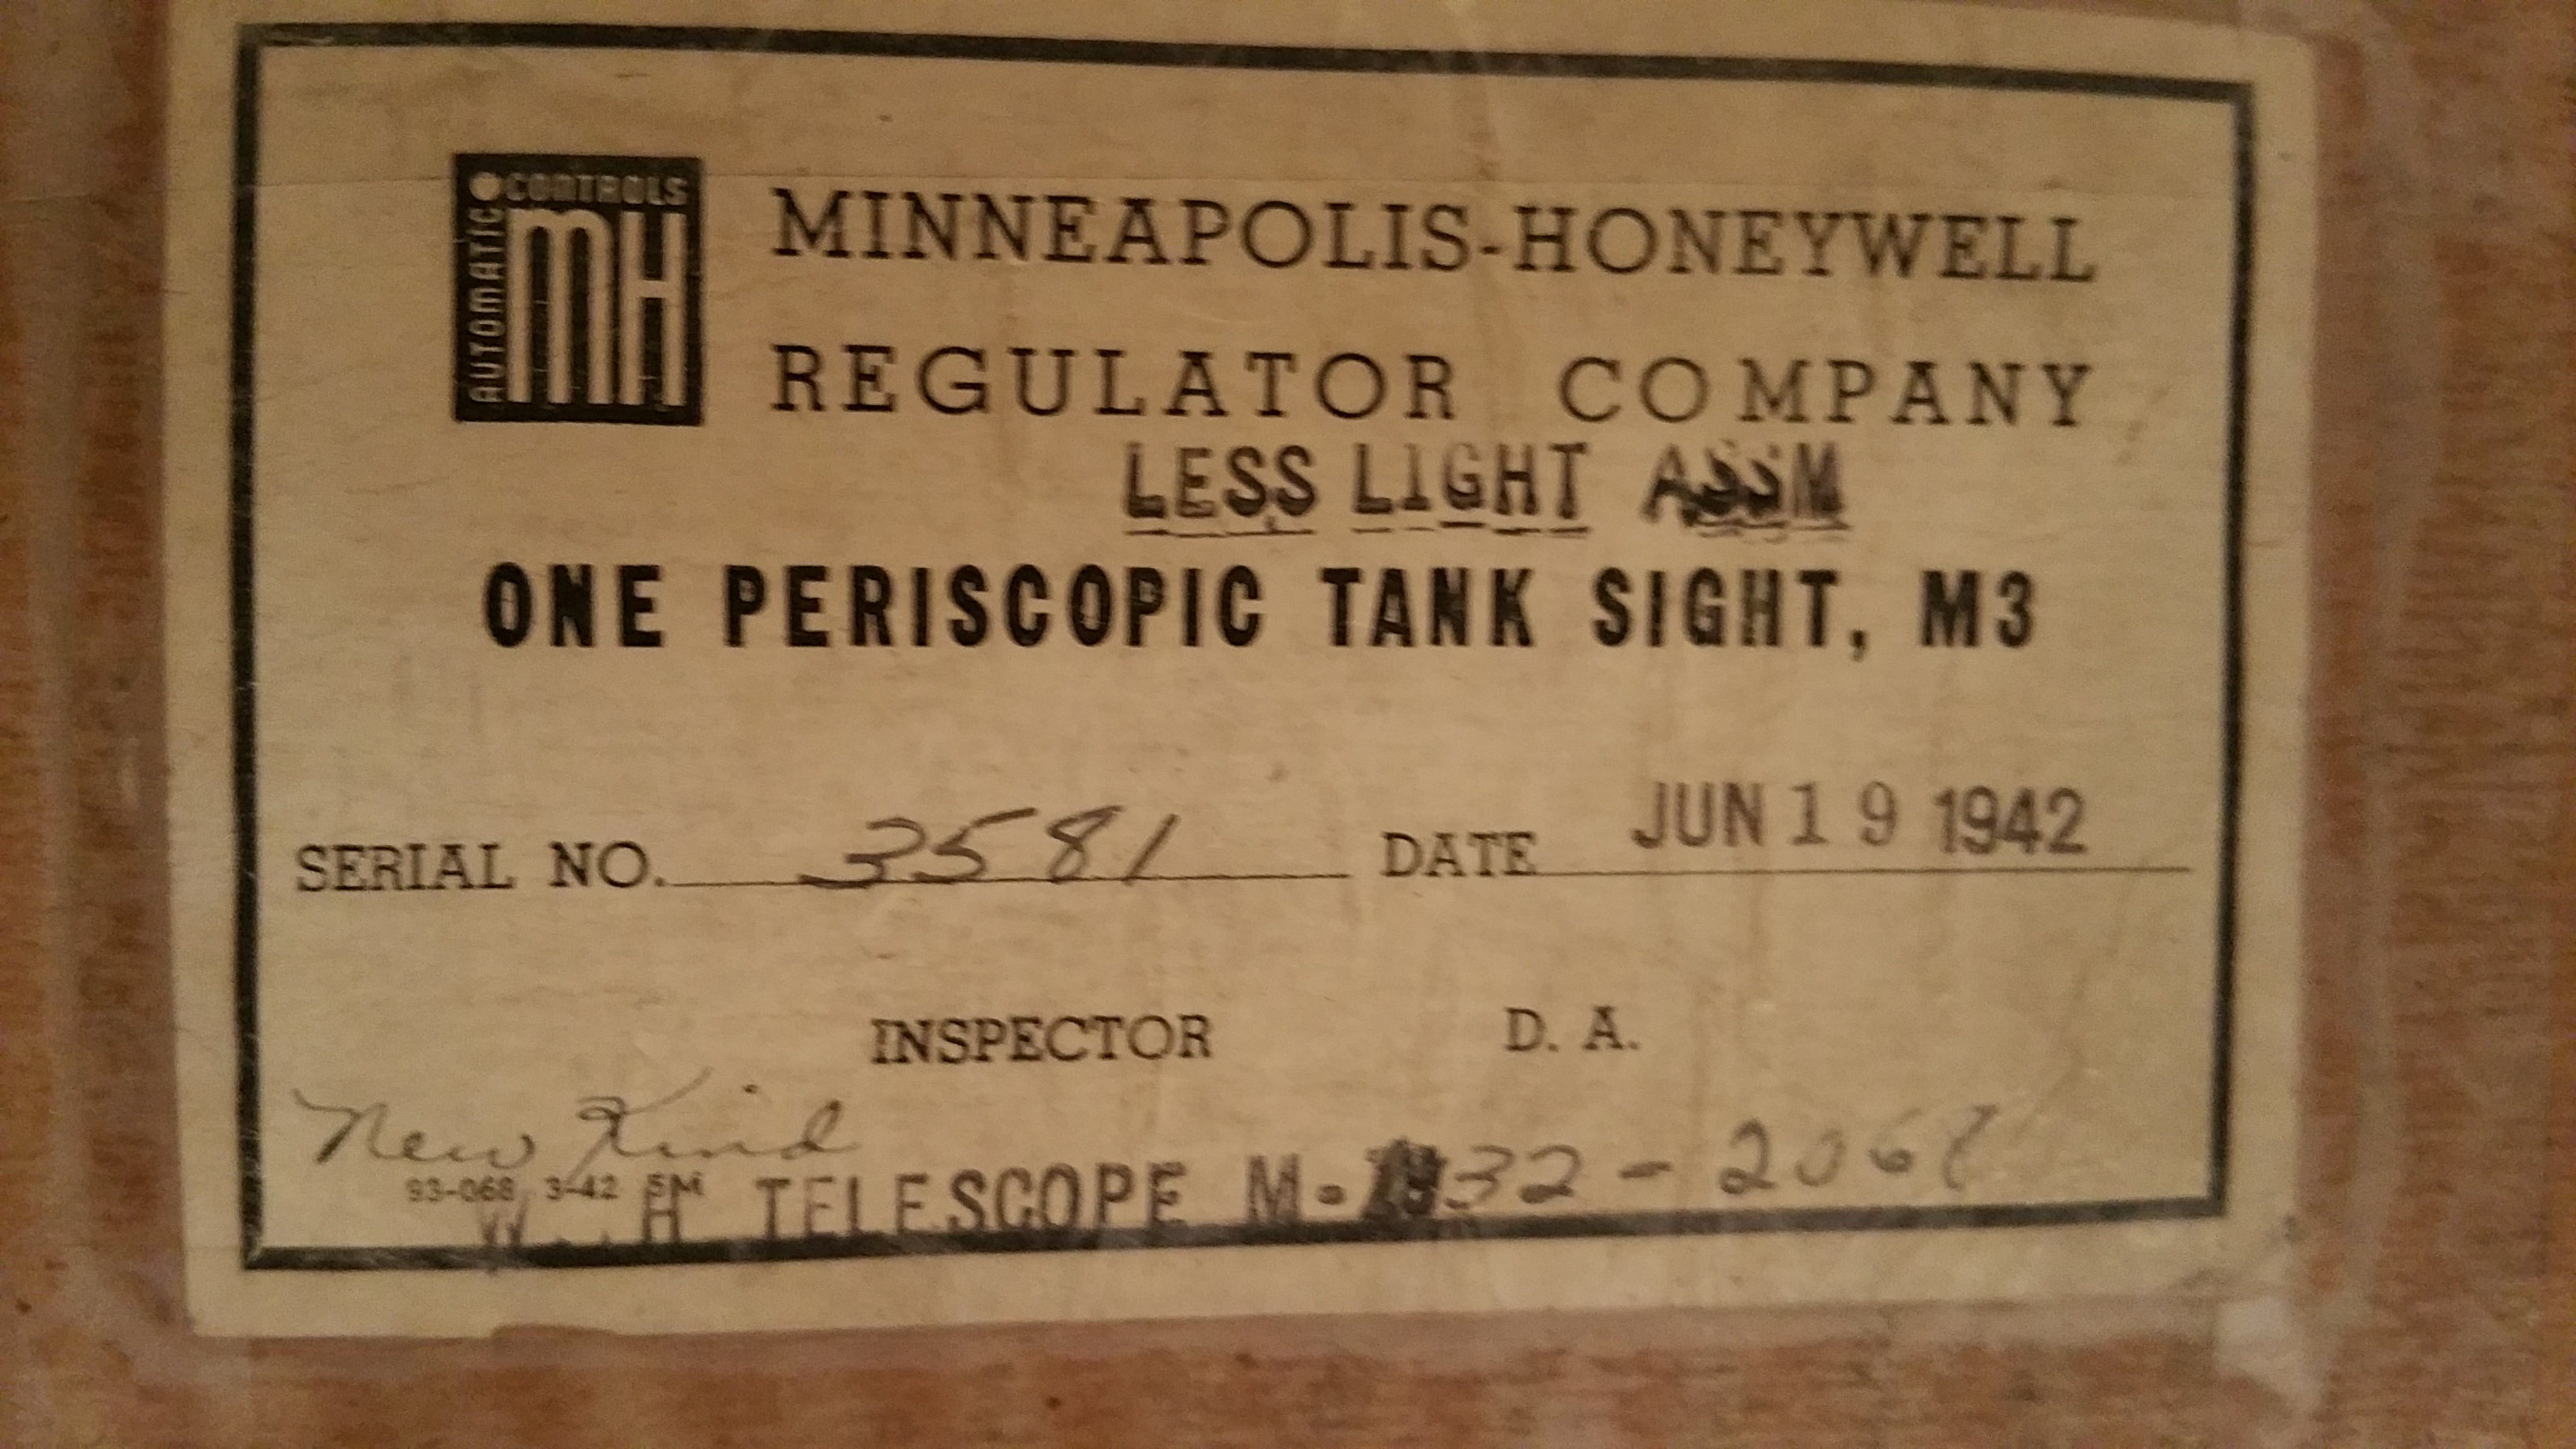 AUTOMATIC CONTROLS
MH
MINNEAPOLIS-HONEYWELL
REGULATOR COMPANY
LESS LIGHT ASSM
ONE PERISCOPIC TANK SIGHT, M3
SERIAL NO. 3581 DATE JUN 19 1942
INSPECTOR D. A.
New Kind
93-068 3-42 5M
TELESCOPE M- 32 -